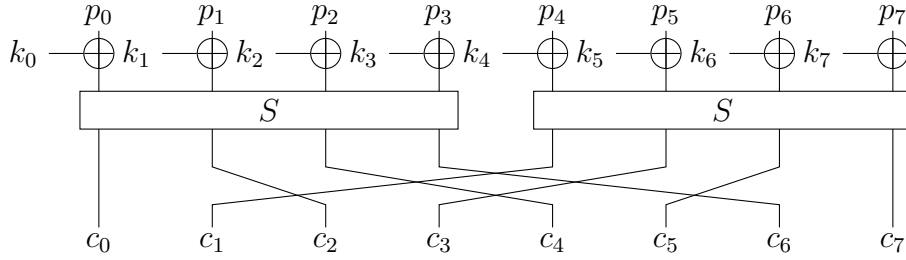 p₀ p₁ p₂ p₃ p₄ p₅ p₆ p₇
k₀ k₁ k₂ k₃ k₄ k₅ k₆ k₇
S S
c₀ c₁ c₂ c₃ c₄ c₅ c₆ c₇